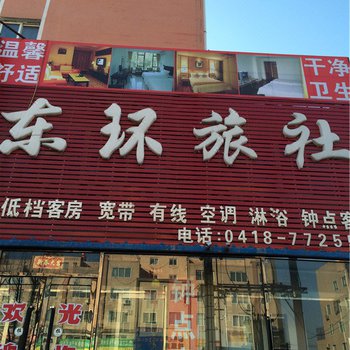 温馨 干净
舒适 卫生
东环旅社
低档客房 宽带 有线 空调 淋浴 钟点客
电话:0418-7725
欢 光
钟点